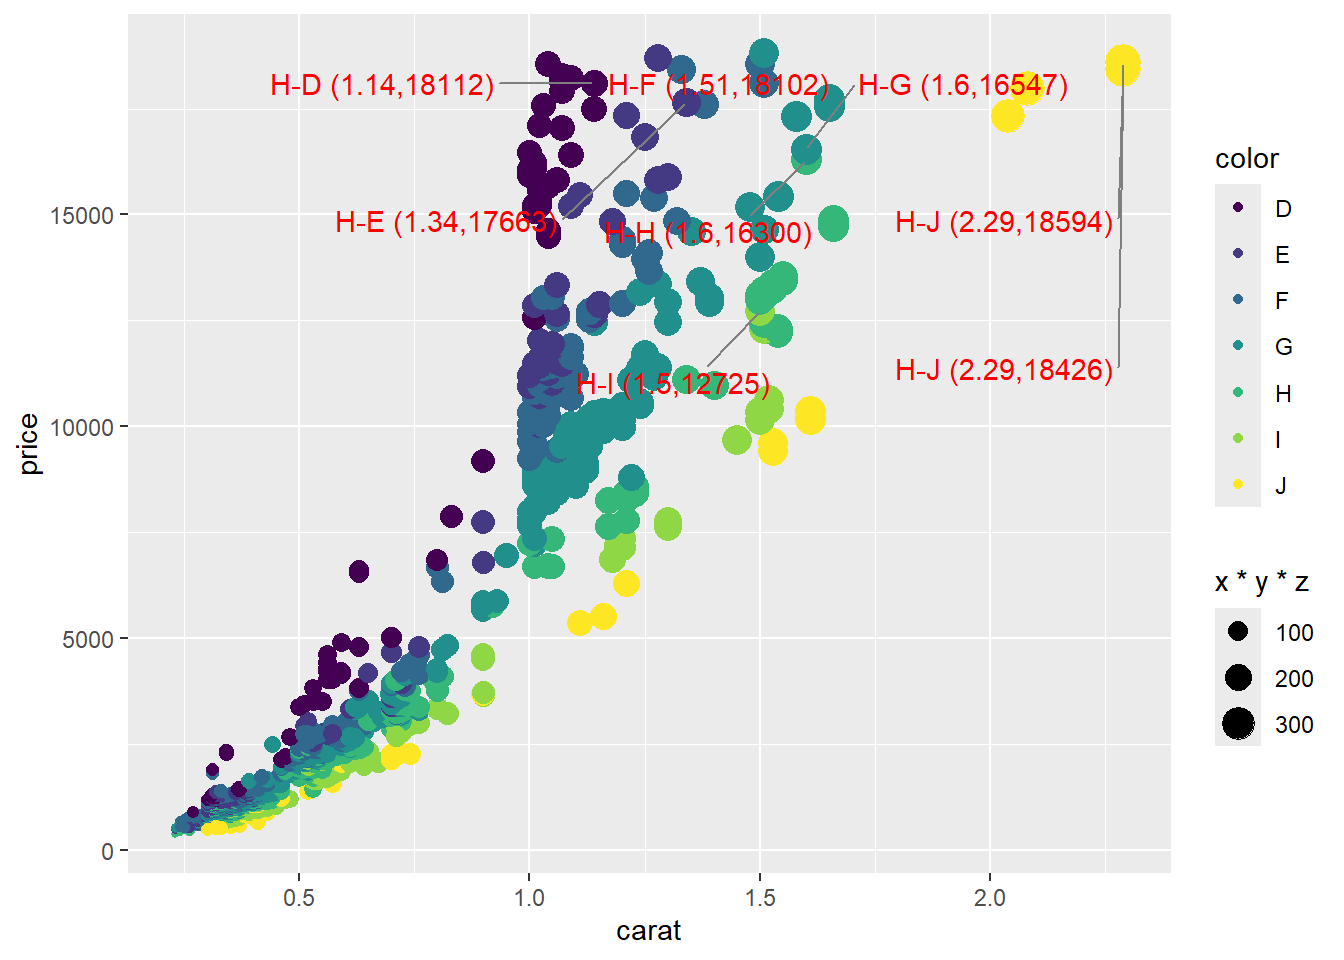 H-D (1.14,18112)
H-F (1.51,18102)
H-G (1.6,16547)
H-E (1.34,17663)
H-H (1.6,16300)
H-J (2.29,18594)
H-J (2.29,18426)
H-I (1.5,12725)
15000
10000
5000
0
price
0.5
1.0
1.5
2.0
carat
color
D
E
F
G
H
I
J
x * y * z
100
200
300